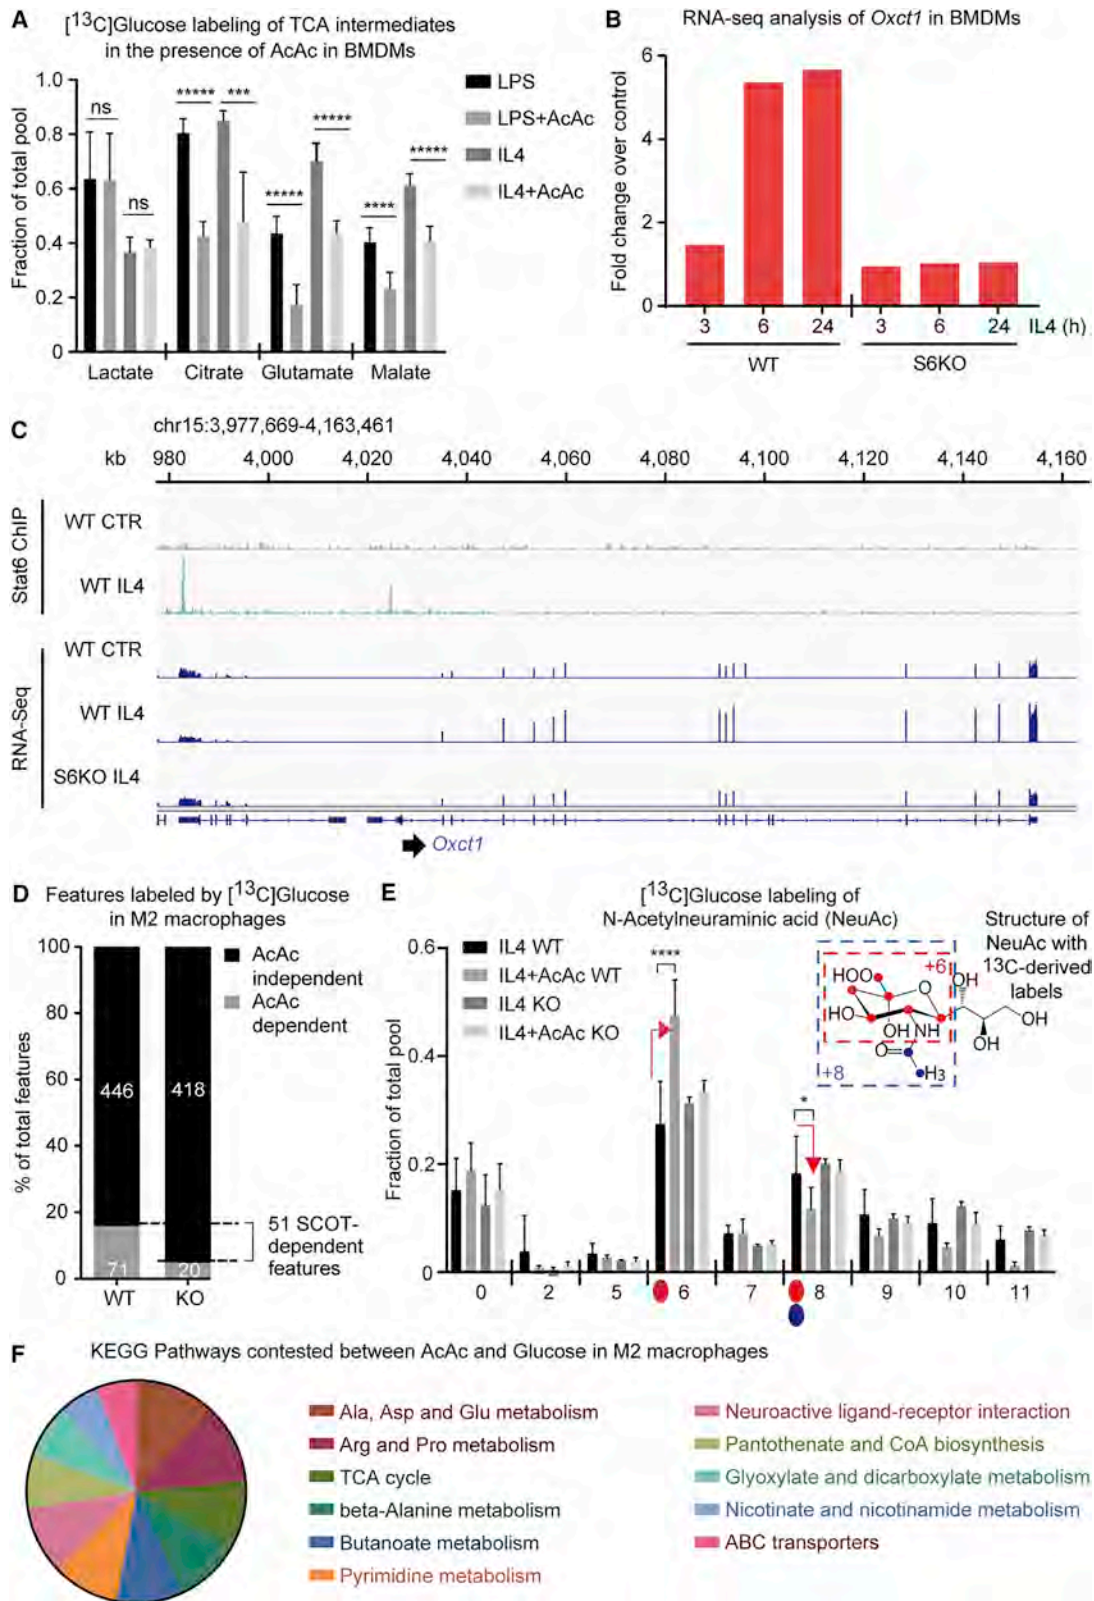 A
[¹³C]Glucose labeling of TCA intermediates
in the presence of AcAc in BMDMs
Fraction of total pool
1.0
0.8
0.6
0.4
0.2
0
ns
ns
*****
***
*****
*****
****
*****
LPS
LPS+AcAc
IL4
IL4+AcAc
Lactate
Citrate
Glutamate
Malate
B
RNA-seq analysis of Oxct1 in BMDMs
Fold change over control
6
4
2
0
3
6
24
3
6
24
IL4 (h)
WT
S6KO
C
chr15:3,977,669-4,163,461
kb
980
4,000
4,020
4,040
4,060
4,080
4,100
4,120
4,140
4,160
Stat6 ChIP
WT CTR
WT IL4
RNA-Seq
WT CTR
WT IL4
S6KO IL4
Oxct1
D
Features labeled by [¹³C]Glucose
in M2 macrophages
% of total features
100
80
60
40
20
0
446
418
71
20
WT
KO
AcAc
independent
AcAc
dependent
51 SCOT-
dependent
features
E
[¹³C]Glucose labeling of
N-Acetylneuraminic acid (NeuAc)
Fraction of total pool
0.6
0.4
0.2
0
IL4 WT
IL4+AcAc WT
IL4 KO
IL4+AcAc KO
****
*
Structure of
NeuAc with
¹³C-derived
labels
+6
HOO
O
OH
HO
OH
NH
OH
OH
O
H3
+8
0
2
5
6
7
8
9
10
11
F
KEGG Pathways contested between AcAc and Glucose in M2 macrophages
Ala, Asp and Glu metabolism
Arg and Pro metabolism
TCA cycle
beta-Alanine metabolism
Butanoate metabolism
Pyrimidine metabolism
Neuroactive ligand-receptor interaction
Pantothenate and CoA biosynthesis
Glyoxylate and dicarboxylate metabolism
Nicotinate and nicotinamide metabolism
ABC transporters